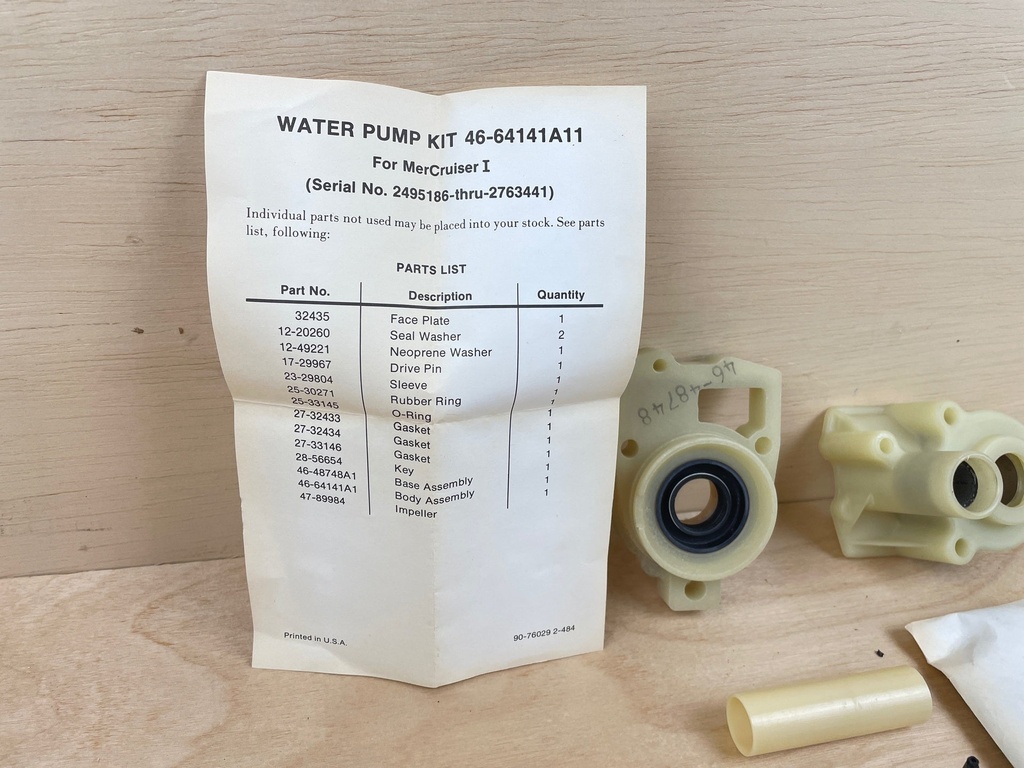 WATER PUMP KIT 46-64141A11
For MerCruiser I
(Serial No. 2495186-thru-2763441)
Individual parts not used may be placed into your stock. See parts
list, following:
PARTS LIST
Part No. Description Quantity
32435 Face Plate 1
12-20260 Seal Washer 2
12-49221 Neoprene Washer 1
17-29967 Drive Pin 1
23-29804 Sleeve 1
25-30271 Rubber Ring 1
25-33145 O-Ring 1
27-32433 Gasket 1
27-32434 Gasket 1
27-33146 Gasket 1
28-56654 Key 1
46-48748A1 Base Assembly 1
46-64141A1 Body Assembly 1
47-89984 Impeller 1
Printed in U.S.A. 90-76029 2-484
46-48748